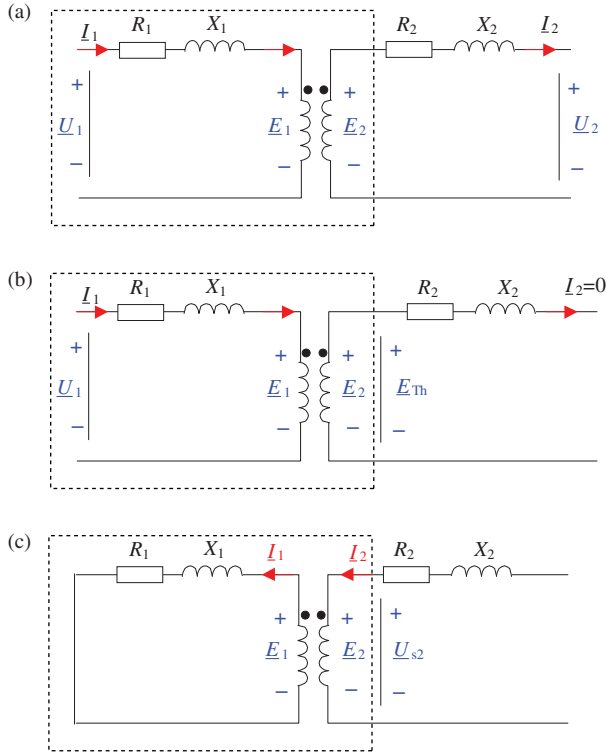 (a)
I1 R1 X1 R2 X2 I2
+ + + +
U1 E1 E2 U2
− − − −
(b)
I1 R1 X1 R2 X2 I2=0
+ + + +
U1 E1 E2 ETh
− − − −
(c)
R1 X1 I1 I2 R2 X2
+ + +
E1 E2 Us2
− − −